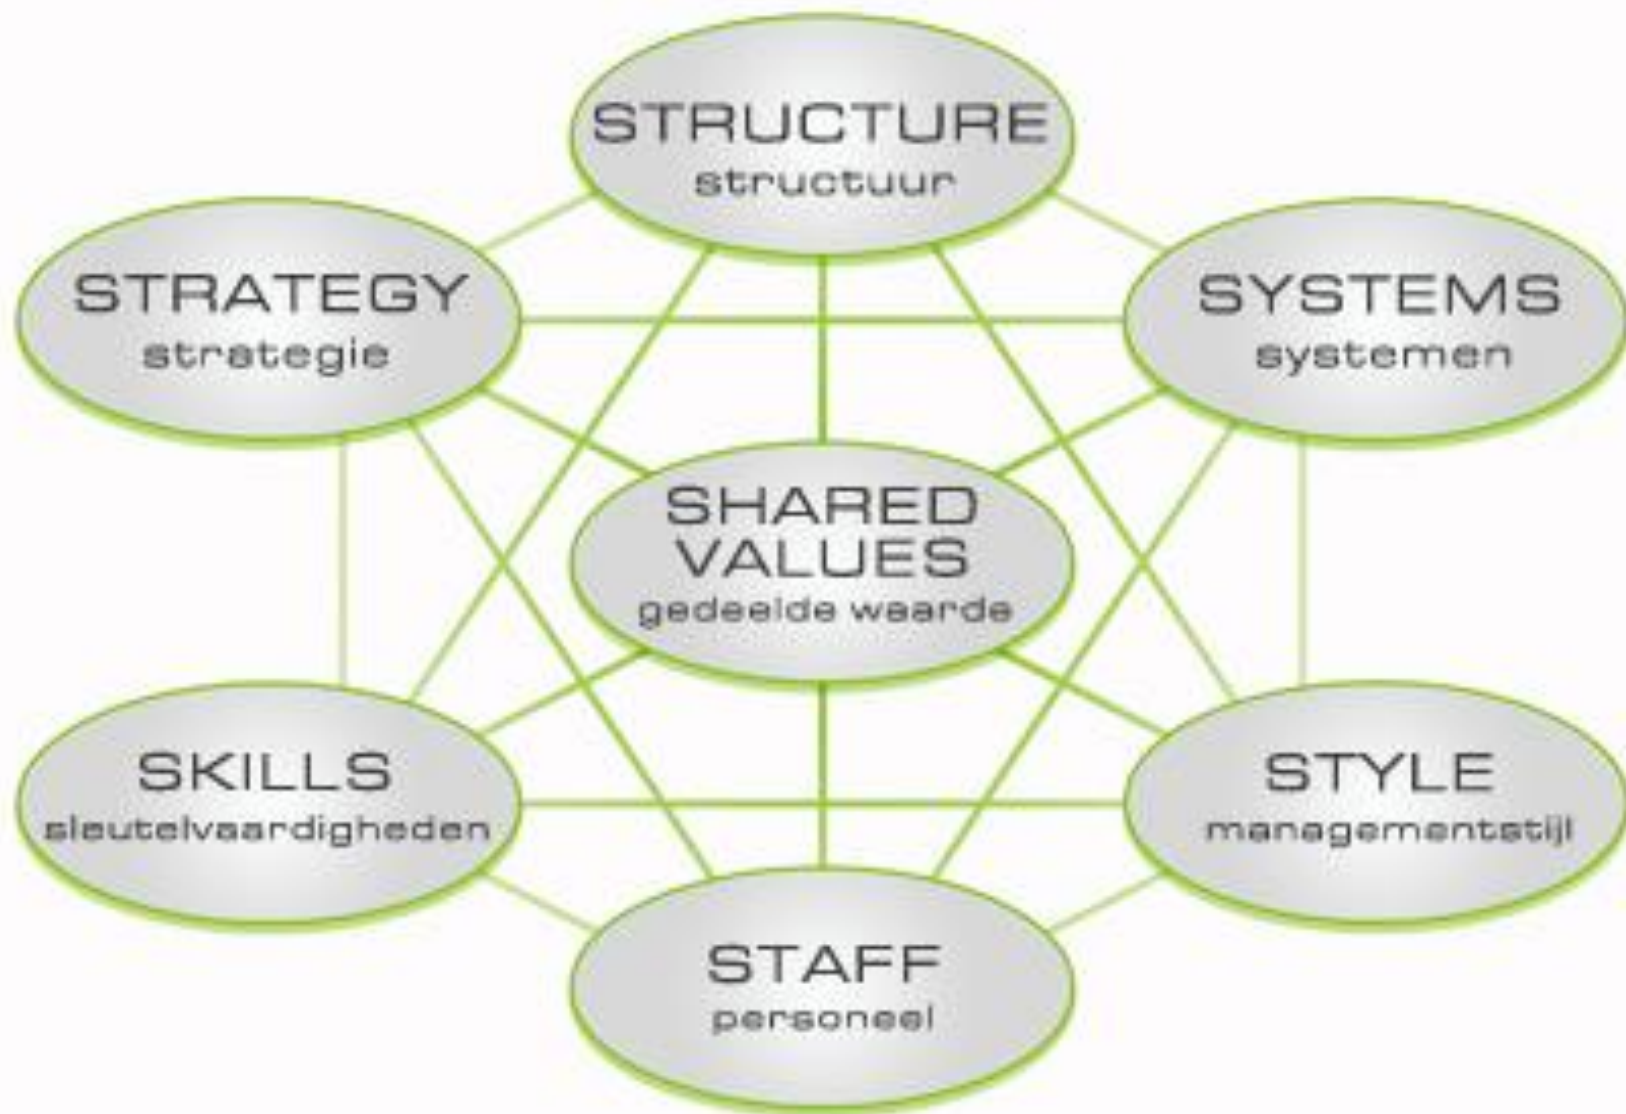 STRUCTURE
structuur
STRATEGY
strategie
SYSTEMS
systemen
SHARED
VALUES
gedeelde waarde
SKILLS
sleutelvaardigheden
STYLE
managementstijl
STAFF
personeel